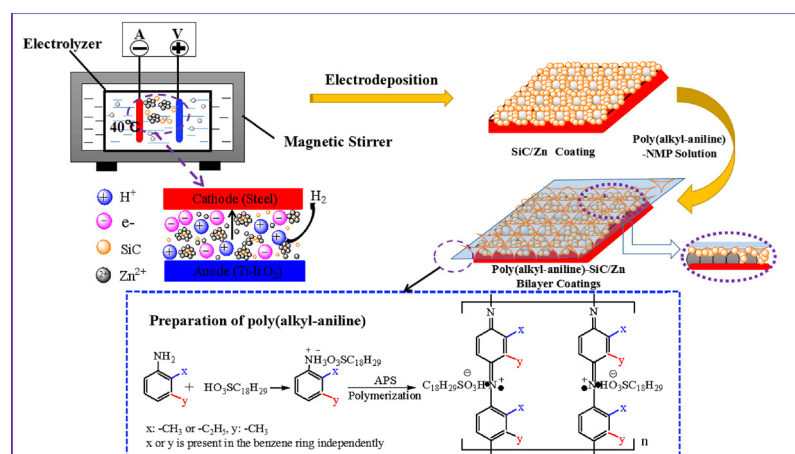 A V
Electrolyzer
40℃
Magnetic Stirrer
Electrodeposition
SiC/Zn Coating
Poly(alkyl-aniline)
-NMP Solution
H+
e-
SiC
Zn2+
2+
Cathode (Steel)
H2
Anode (Ti-IrO2)
Poly(alkyl-aniline)-SiC/Zn
Bilayer Coatings
Preparation of poly(alkyl-aniline)
NH2
x
y
+
HO3SC18H29
+ -
NH3O3SC18H29
x
y
APS
Polymerization
N N
x x
y y
C18H29SO3H N+ +N HO3SC18H29
x x
y y
n
x: -CH3 or -C2H5, y: -CH3
x or y is present in the benzene ring independently